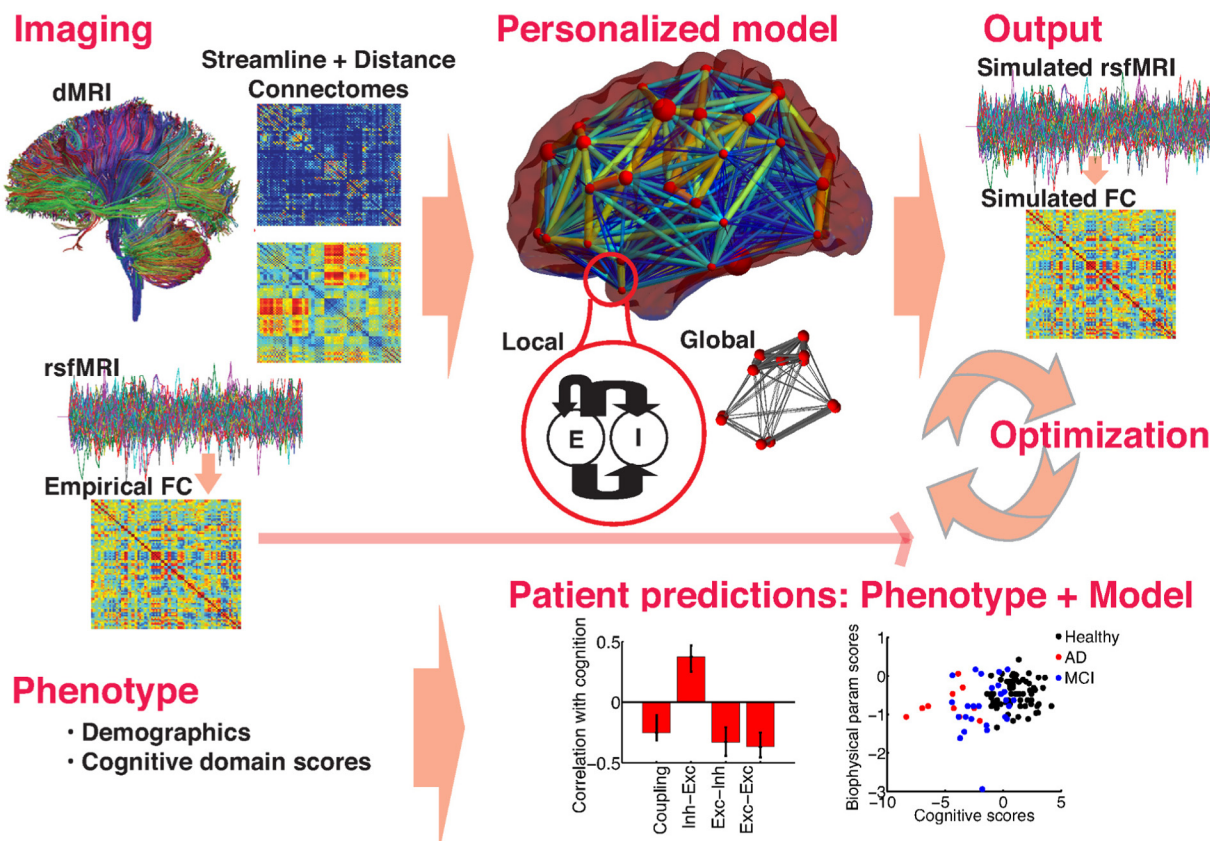 Imaging
Streamline + Distance
Connectomes
dMRI
rsfMRI
Empirical FC
Personalized model
Local
Global
E
I
Output
Simulated rsfMRI
Simulated FC
Optimization
Phenotype
• Demographics
• Cognitive domain scores
Patient predictions: Phenotype + Model
Correlation with cognition
0.5
0
−0.5
Coupling
Inh−Exc
Exc−Inh
Exc−Exc
Biophysical param scores
1
0
−1
−2
−3
−10
−5
0
5
Cognitive scores
Healthy
AD
MCI